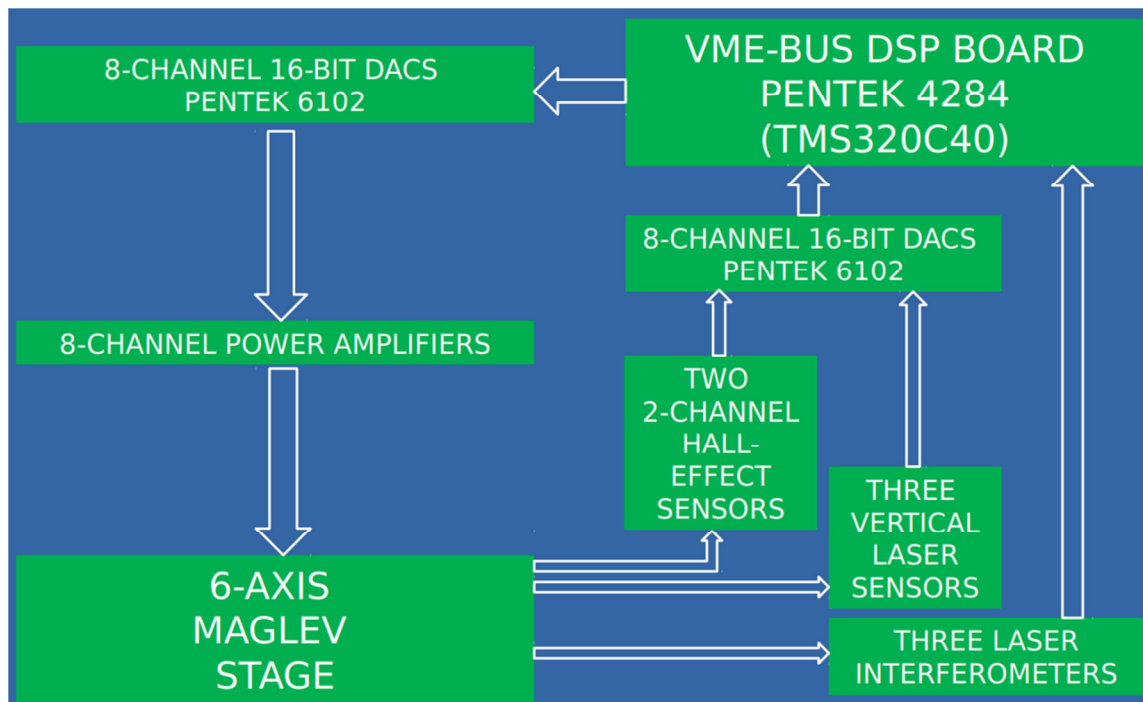 8-CHANNEL 16-BIT DACS
PENTEK 6102
VME-BUS DSP BOARD
PENTEK 4284
(TMS320C40)
8-CHANNEL 16-BIT DACS
PENTEK 6102
8-CHANNEL POWER AMPLIFIERS
TWO
2-CHANNEL
HALL-
EFFECT
SENSORS
THREE
VERTICAL
LASER
SENSORS
6-AXIS
MAGLEV
STAGE
THREE LASER
INTERFEROMETERS